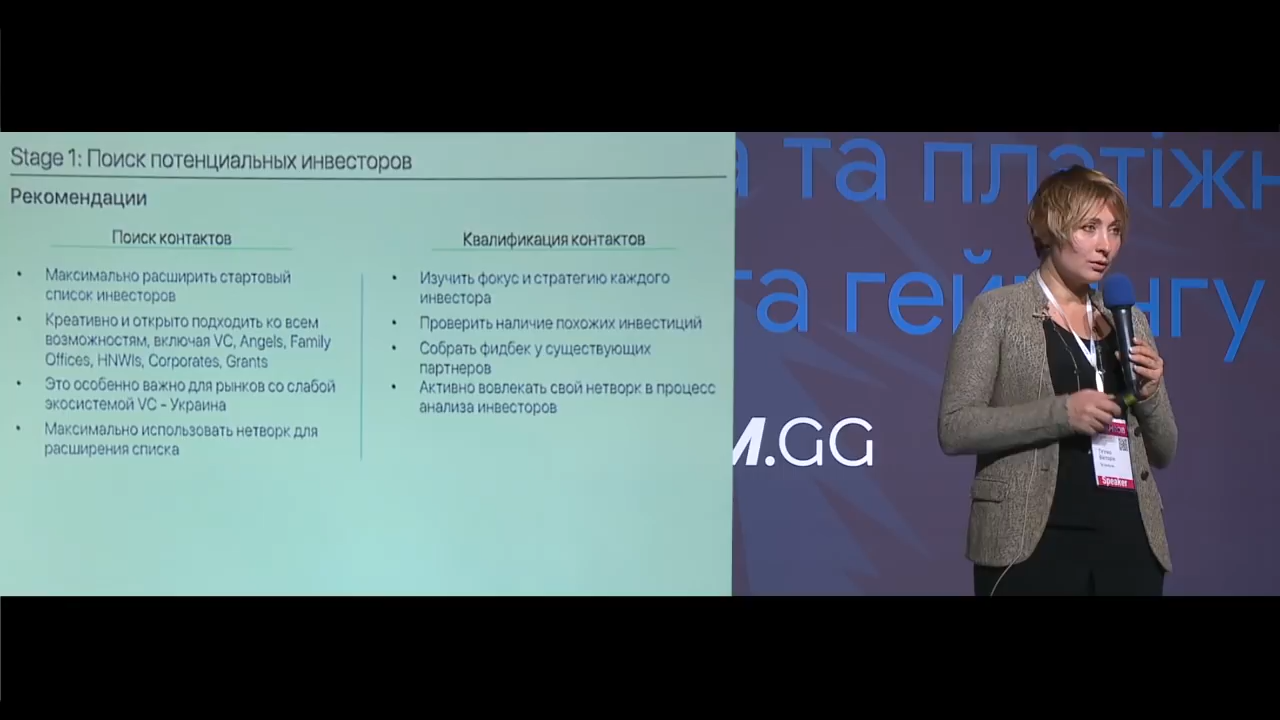 Stage 1: Поиск потенциальных инвесторов
Рекомендации
Поиск контактов
• Максимально расширить стартовый
список инвесторов
• Креативно и открыто подходить ко всем
возможностям, включая VC, Angels, Family
Offices, HNWIs, Corporates, Grants
• Это особенно важно для рынков со слабой
экосистемой VC - Украина
• Максимально использовать нетворк для
расширения списка
Квалификация контактов
• Изучить фокус и стратегию каждого
инвестора
• Проверить наличие похожих инвестиций
• Собрать фидбек у существующих
партнеров
• Активно вовлекать свой нетворк в процесс
анализа инвесторов
а та платіжн
та геймінгу
M.GG
Speaker